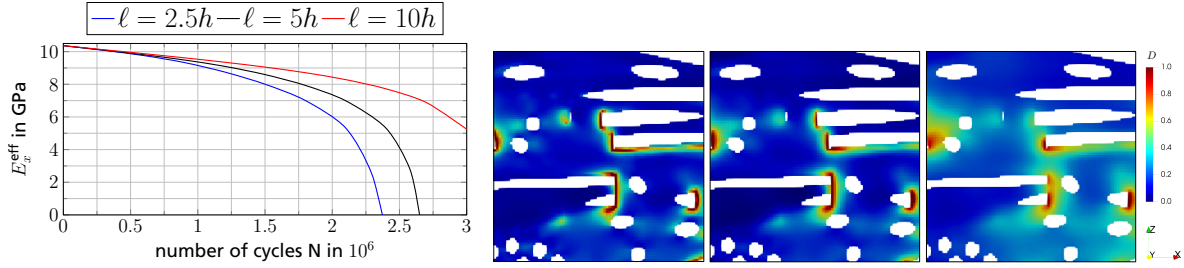 ℓ = 2.5h ℓ = 5h ℓ = 10h
10
8
6
4
2
0
E_x^eff in GPa
0 0.5 1 1.5 2 2.5 3
number of cycles N in 10^6
D
1.0
0.8
0.6
0.4
0.2
0.0
Z
Y X